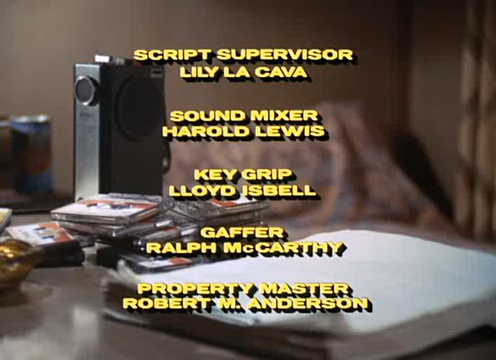 SCRIPT SUPERVISOR
LILY LA CAVA
SOUND MIXER
HAROLD LEWIS
KEY GRIP
LLOYD ISBELL
GAFFER
RALPH McCARTHY
PROPERTY MASTER
ROBERT M. ANDERSON